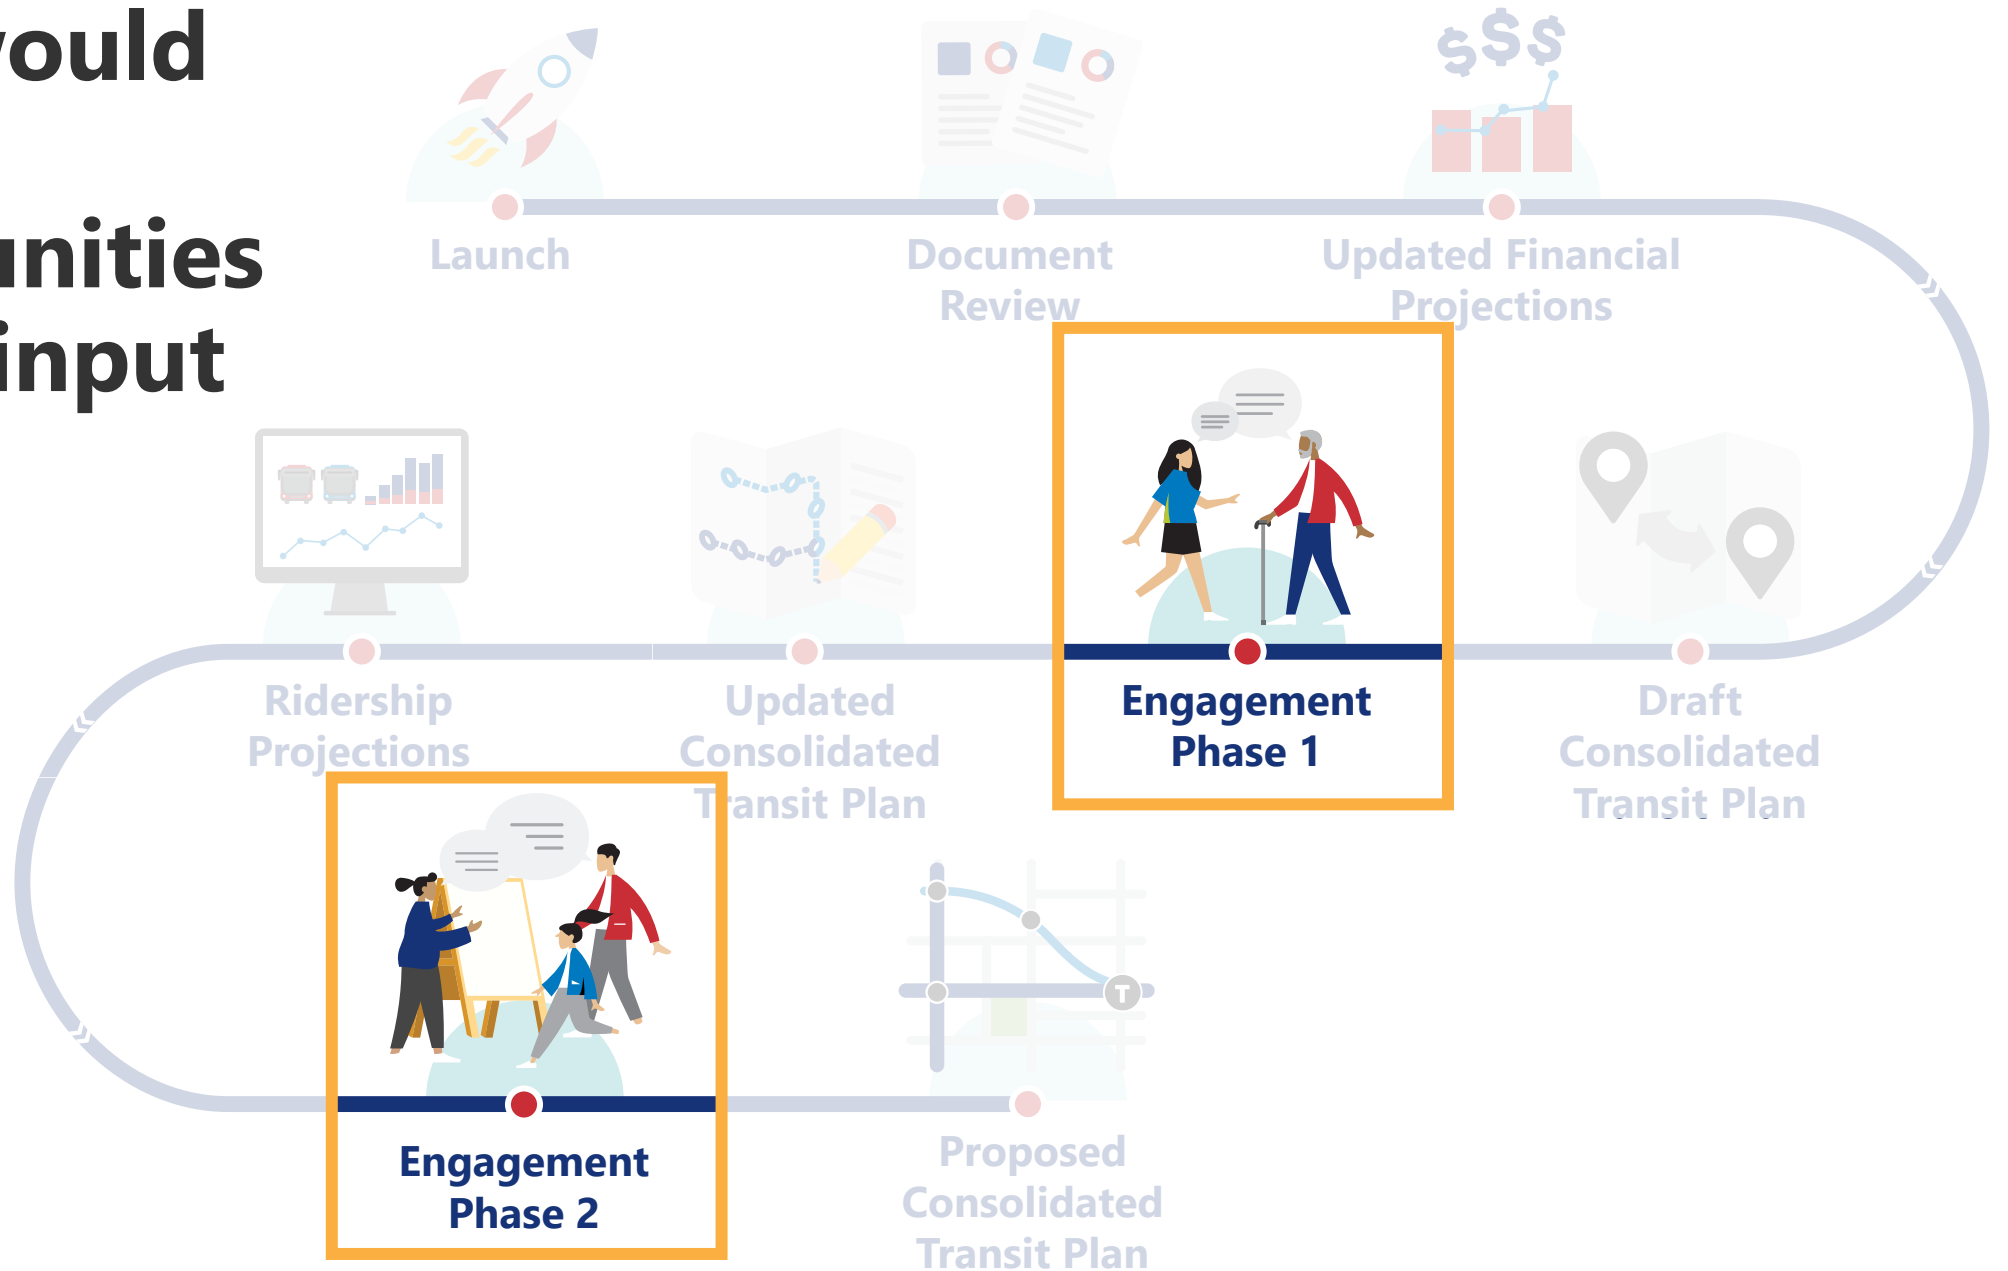 would
unities
input
$$$
Launch
Document
Review
Updated Financial
Projections
Ridership
Projections
Updated
Consolidated
Transit Plan
Engagement
Phase 1
Draft
Consolidated
Transit Plan
T
Engagement
Phase 2
Proposed
Consolidated
Transit Plan